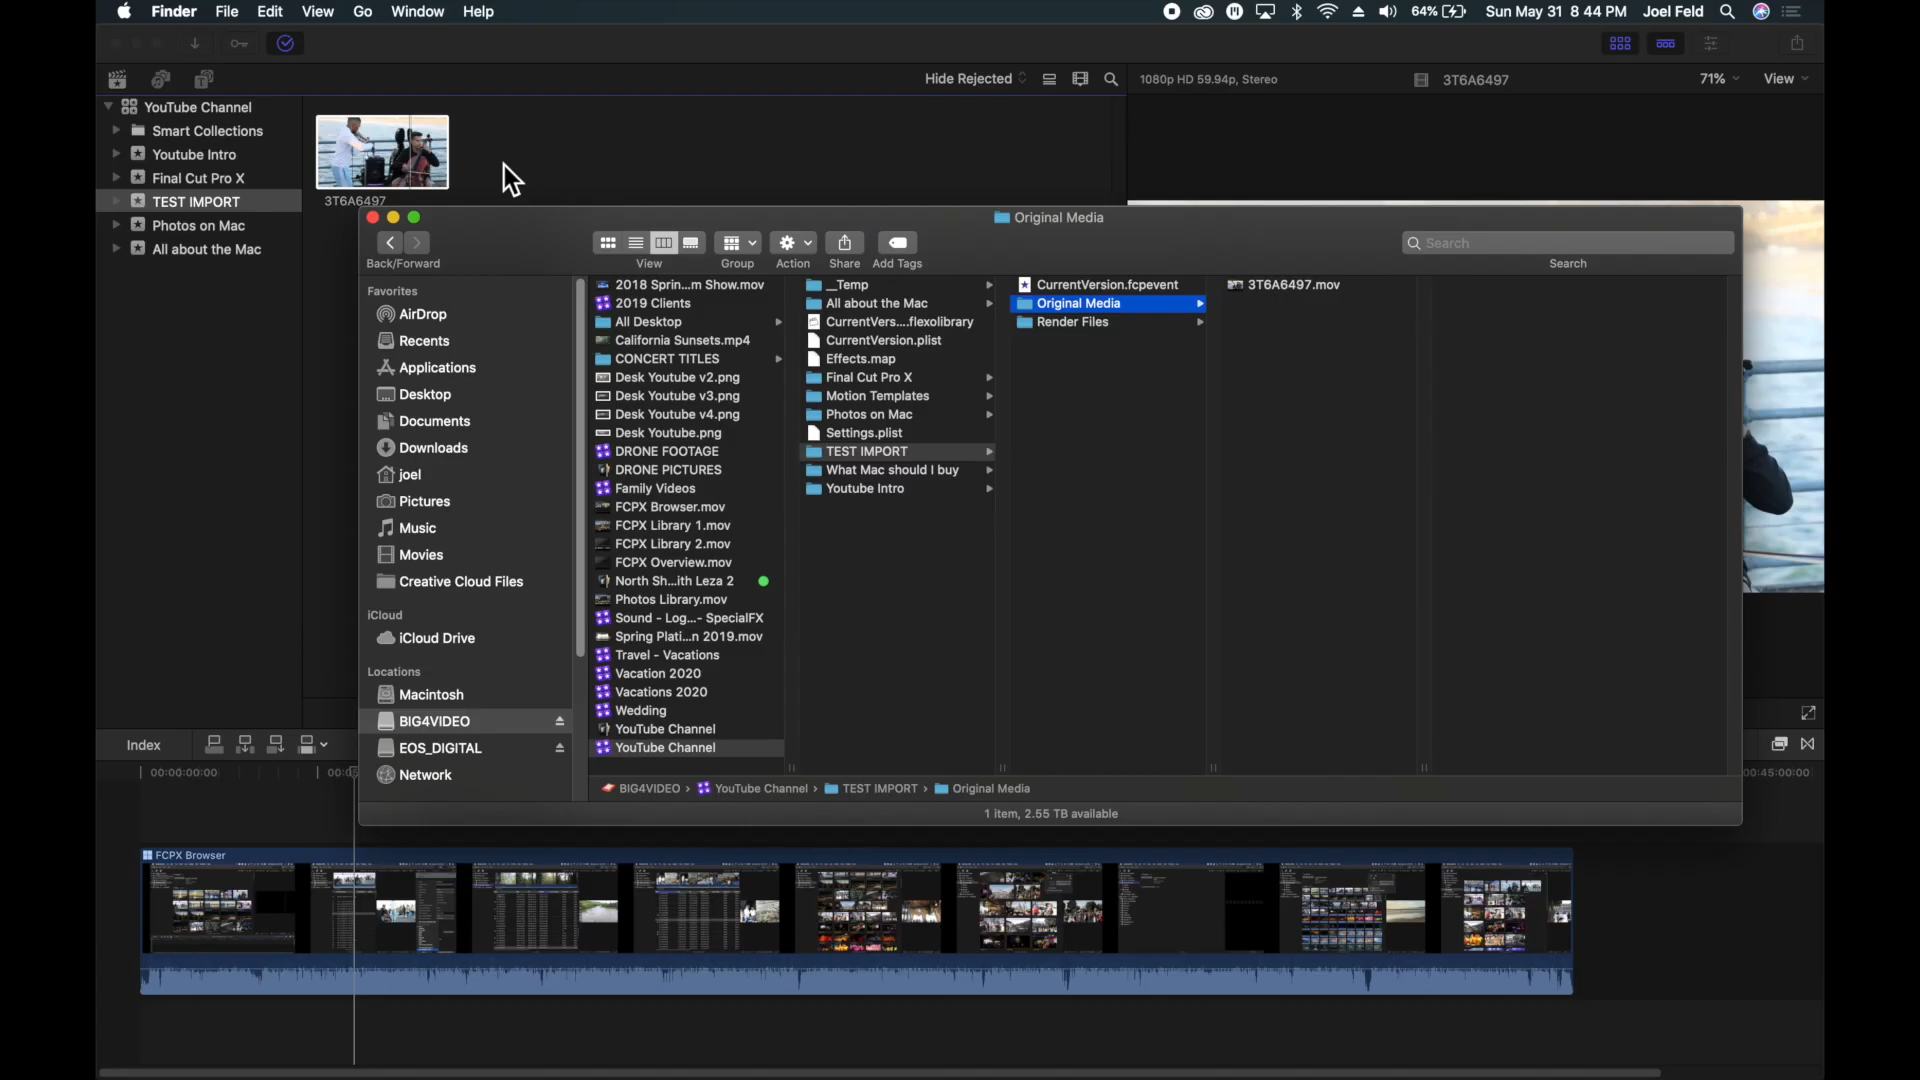 Finder File Edit View Go Window Help
64% Sun May 31 8 44 PM Joel Feld
Hide Rejected
1080p HD 59.94p, Stereo
3T6A6497
71%
View
YouTube Channel
Smart Collections
Youtube Intro
Final Cut Pro X
TEST IMPORT
Photos on Mac
All about the Mac
3T6A6497
Original Media
Back/Forward
View
Group
Action
Share
Add Tags
Search
Search
Favorites
AirDrop
Recents
Applications
Desktop
Documents
Downloads
joel
Pictures
Music
Movies
Creative Cloud Files
iCloud
iCloud Drive
Locations
Macintosh
BIG4VIDEO
EOS_DIGITAL
Network
2018 Sprin...m Show.mov
2019 Clients
All Desktop
California Sunsets.mp4
CONCERT TITLES
Desk Youtube v2.png
Desk Youtube v3.png
Desk Youtube v4.png
Desk Youtube.png
DRONE FOOTAGE
DRONE PICTURES
Family Videos
FCPX Browser.mov
FCPX Library 1.mov
FCPX Library 2.mov
FCPX Overview.mov
North Sh...ith Leza 2
Photos Library.mov
Sound - Log...- SpecialFX
Spring Plati...n 2019.mov
Travel - Vacations
Vacation 2020
Vacations 2020
Wedding
YouTube Channel
YouTube Channel
__Temp
All about the Mac
CurrentVers....flexolibrary
CurrentVersion.plist
Effects.map
Final Cut Pro X
Motion Templates
Photos on Mac
Settings.plist
TEST IMPORT
What Mac should I buy
Youtube Intro
CurrentVersion.fcpevent
Original Media
Render Files
3T6A6497.mov
BIG4VIDEO › YouTube Channel › TEST IMPORT › Original Media
1 item, 2.55 TB available
Index
00:00:00:00
00:45:00:00
FCPX Browser